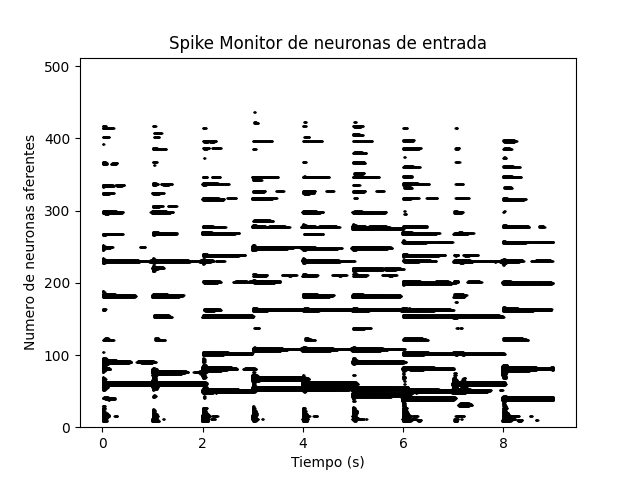 Spike Monitor de neuronas de entrada
500
400
300
200
100
0
Numero de neuronas aferentes
0 2 4 6 8
Tiempo (s)